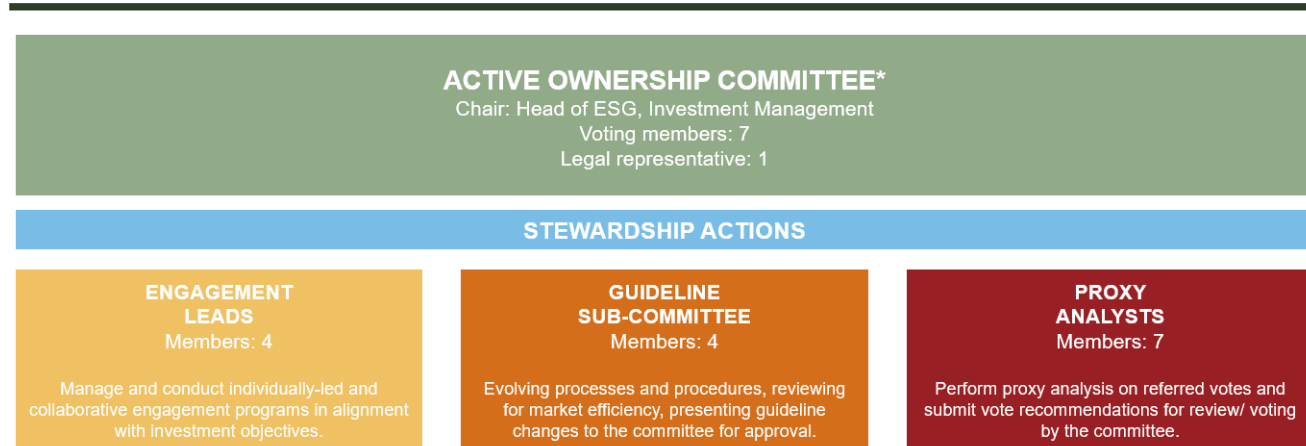 ACTIVE OWNERSHIP COMMITTEE*
Chair: Head of ESG, Investment Management
Voting members: 7
Legal representative: 1
STEWARDSHIP ACTIONS
ENGAGEMENT
LEADS
Members: 4
Manage and conduct individually-led and
collaborative engagement programs in alignment
with investment objectives.
GUIDELINE
SUB-COMMITTEE
Members: 4
Evolving processes and procedures, reviewing
for market efficiency, presenting guideline
changes to the committee for approval.
PROXY
ANALYSTS
Members: 7
Perform proxy analysis on referred votes and
submit vote recommendations for review/ voting
by the committee.